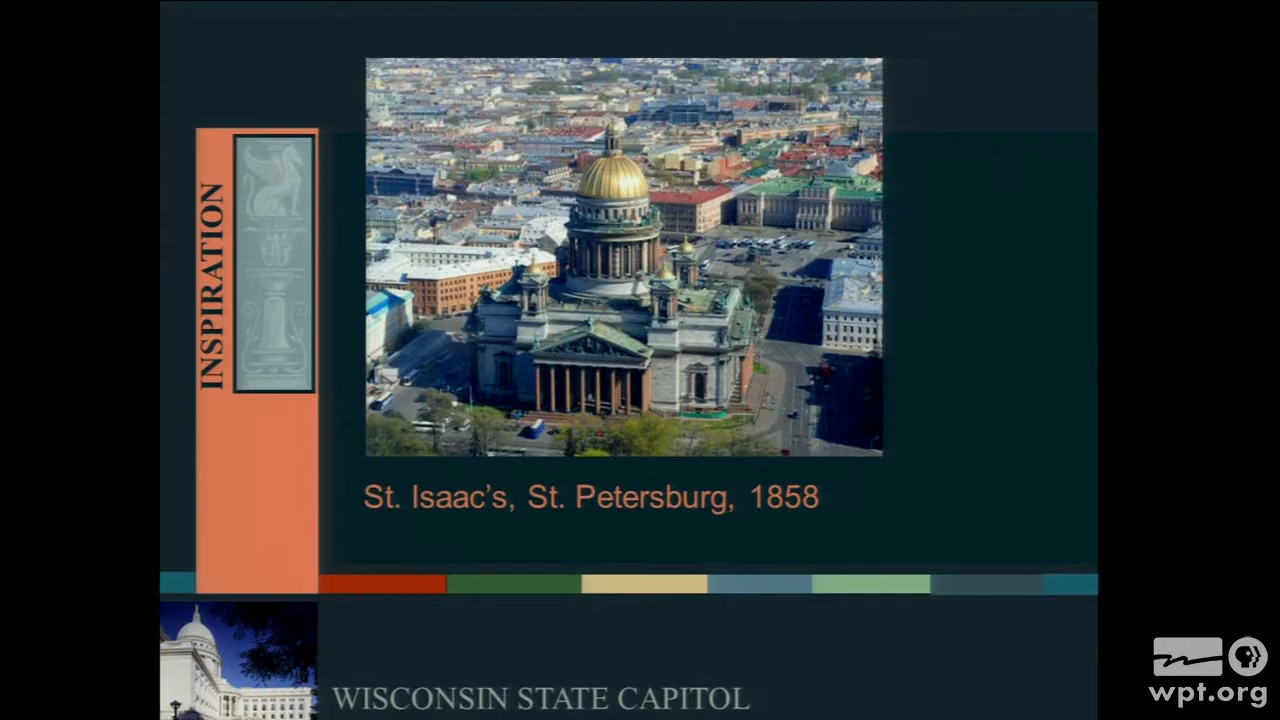 INSPIRATION
St. Isaac’s, St. Petersburg, 1858
WISCONSIN STATE CAPITOL
wpt.org